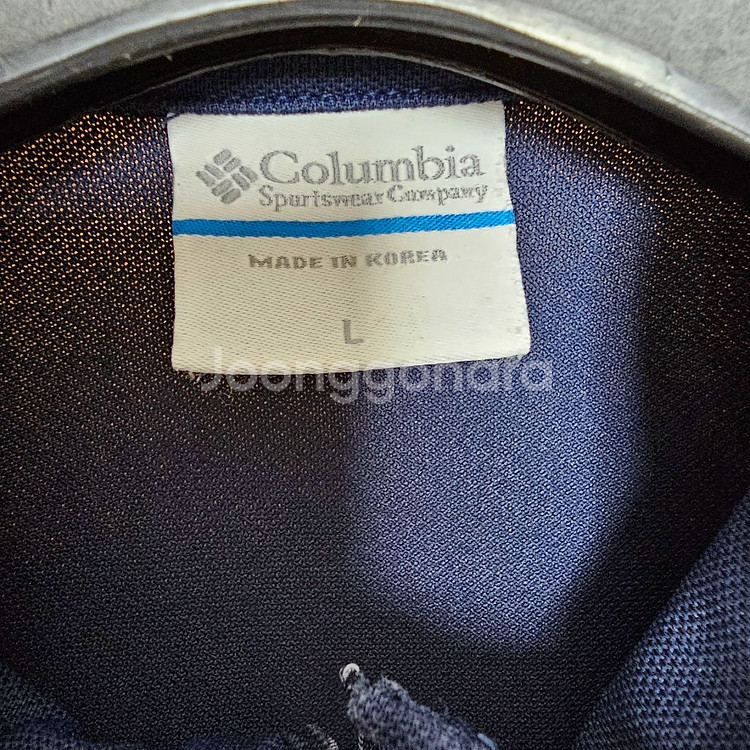 Columbia
Sportswear Company
MADE IN KOREA
L
Joonggonara